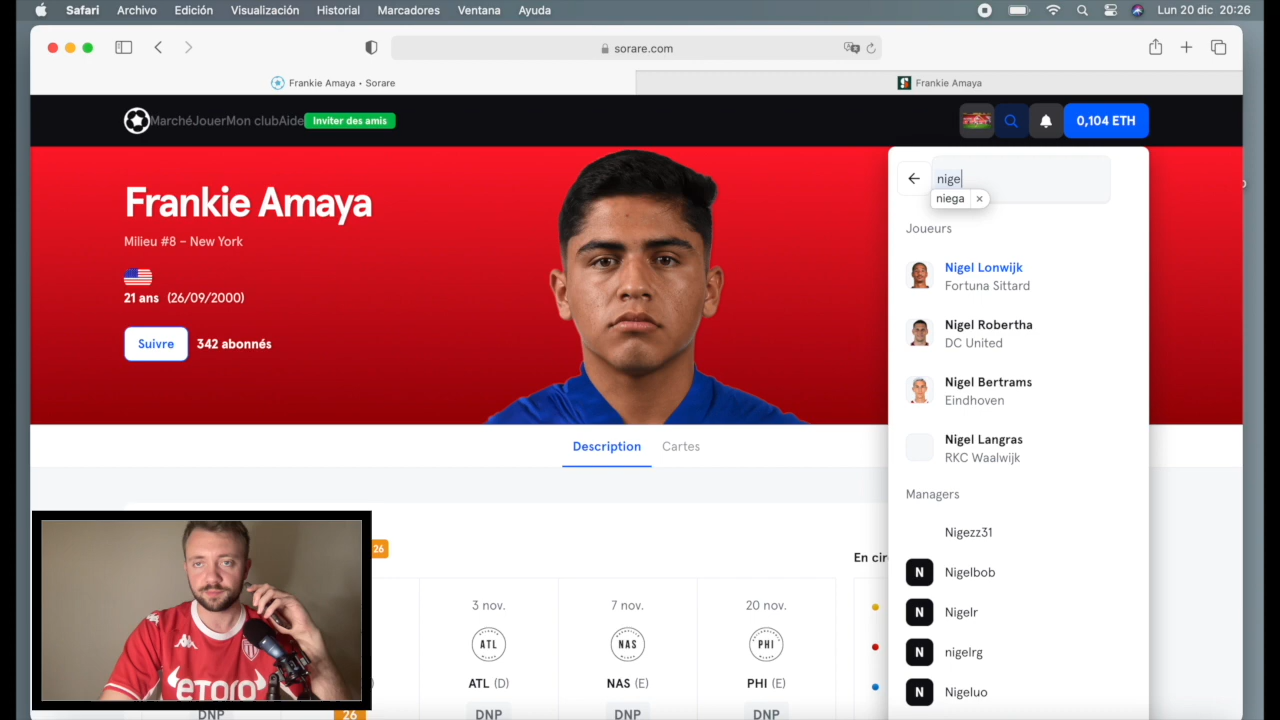 Safari Archivo Edición Visualización Historial Marcadores Ventana Ayuda Lun 20 dic 20:26
sorare.com
Frankie Amaya • Sorare
Frankie Amaya
MarchéJouerMon clubAide
Inviter des amis
0,104 ETH
Frankie Amaya
Milieu #8 – New York
21 ans (26/09/2000)
Suivre
342 abonnés
nige
niega ×
Joueurs
Nigel Lonwijk
Fortuna Sittard
Nigel Robertha
DC United
Nigel Bertrams
Eindhoven
Nigel Langras
RKC Waalwijk
Managers
Nigezz31
N Nigelbob
N Nigelr
N nigelrg
N Nigeluo
Description
Cartes
26
En cir
3 nov.
7 nov.
20 nov.
ATL
NAS
PHI
ATL (D)
NAS (E)
PHI (E)
DNP
26
DNP
DNP
DNP
eToro